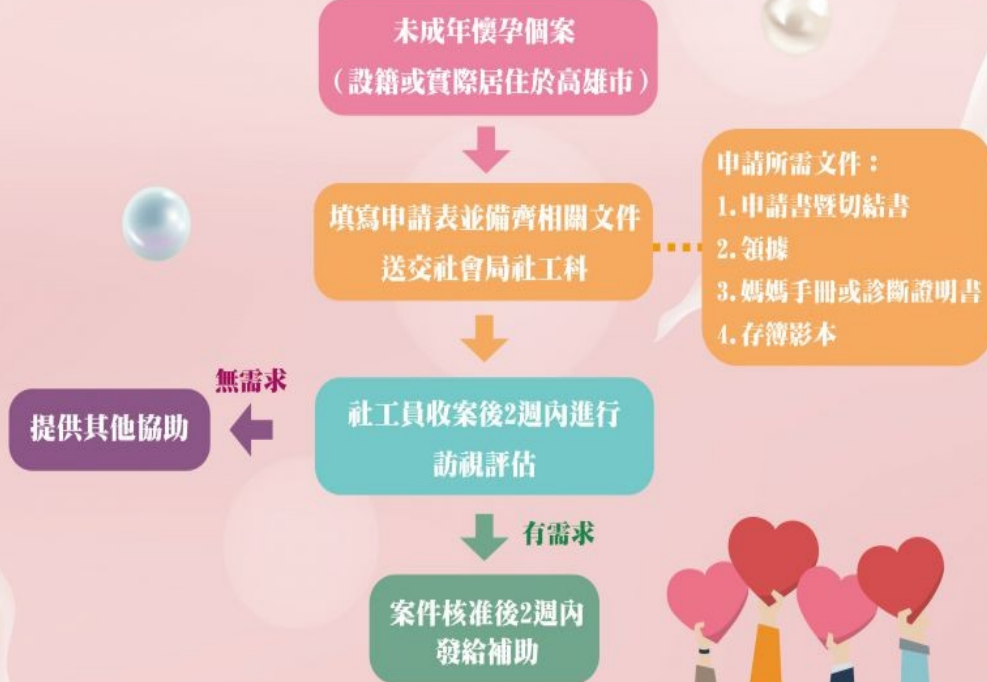 未成年懷孕個案
（設籍或實際居住於高雄市）
填寫申請表並備齊相關文件
送交社會局社工科
申請所需文件：
1.申請書暨切結書
2.領據
3.媽媽手冊或診斷證明書
4.存簿影本
社工員收案後2週內進行
訪視評估
無需求
提供其他協助
有需求
案件核准後2週內
發給補助